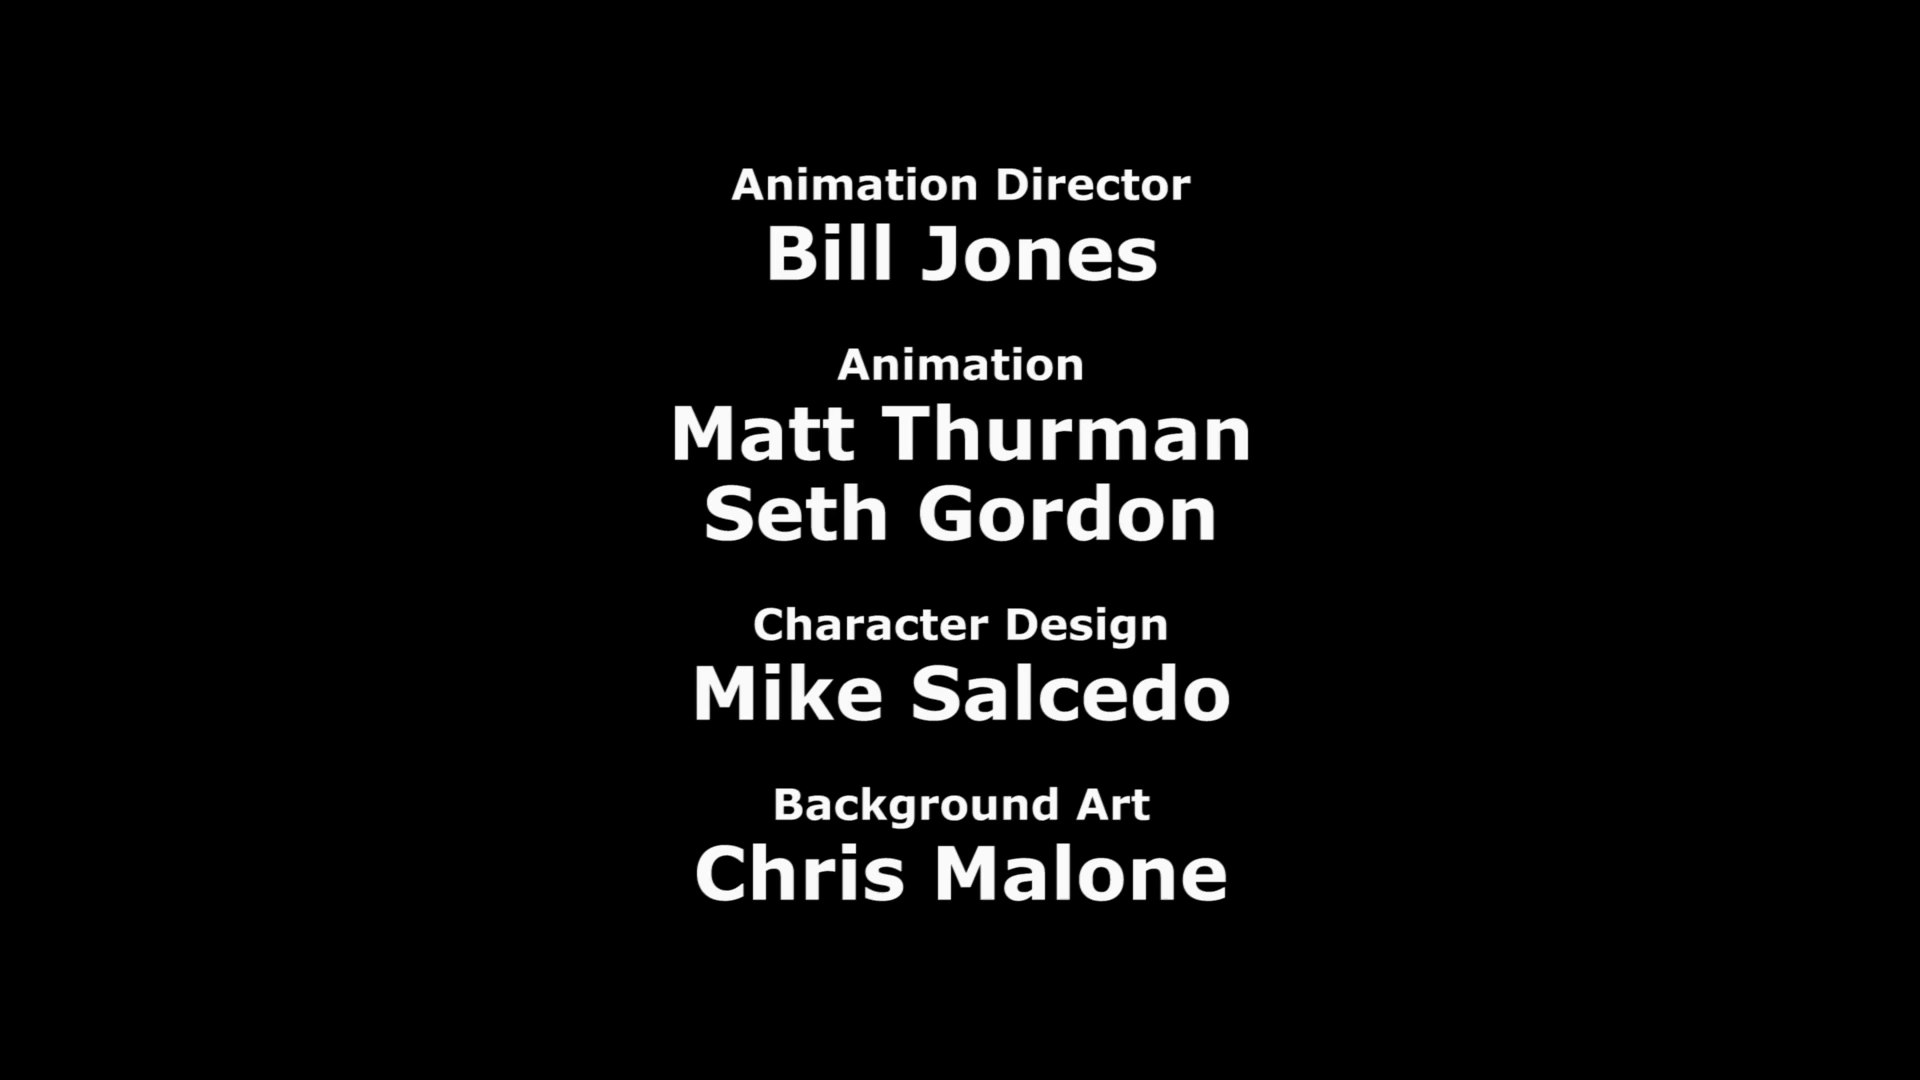 Animation Director
Bill Jones
Animation
Matt Thurman
Seth Gordon
Character Design
Mike Salcedo
Background Art
Chris Malone